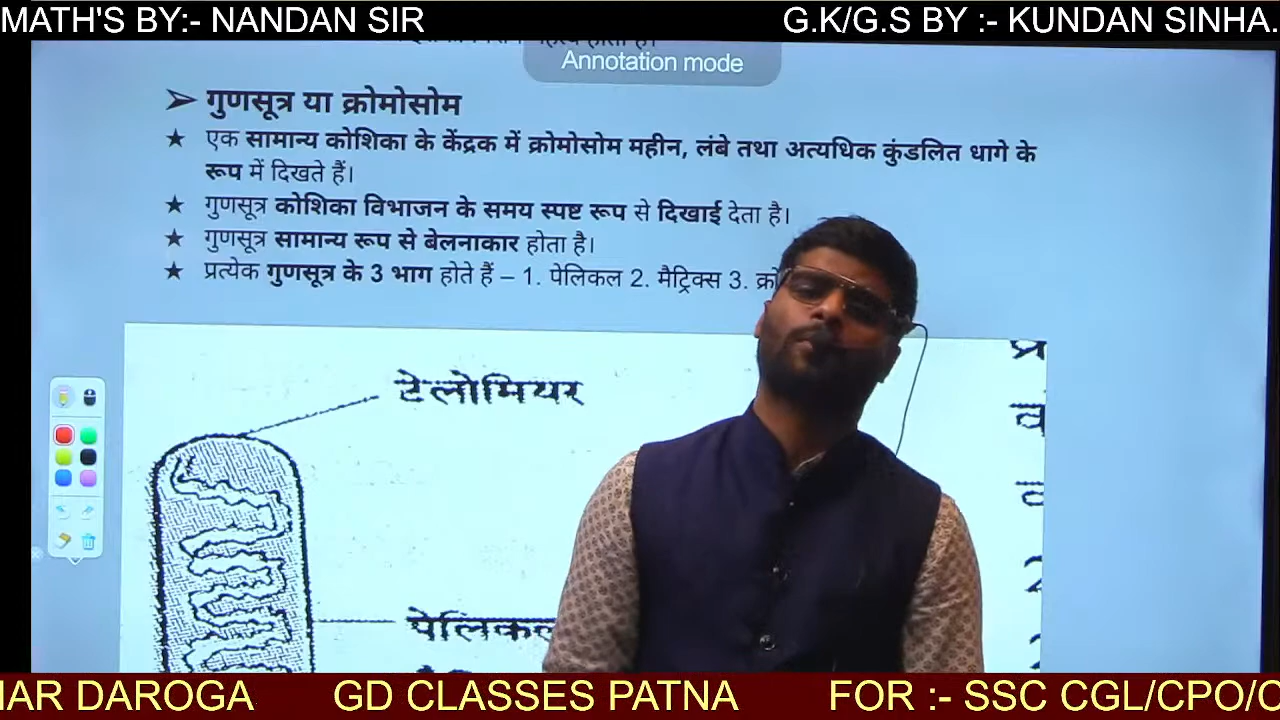 MATH'S BY:- NANDAN SIR G.K/G.S BY :- KUNDAN SINHA.
Annotation mode
➢ गुणसूत्र या क्रोमोसोम
★ एक सामान्य कोशिका के केंद्रक में क्रोमोसोम महीन, लंबे तथा अत्यधिक कुंडलित धागे के
रूप में दिखते हैं।
★ गुणसूत्र कोशिका विभाजन के समय स्पष्ट रूप से दिखाई देता है।
★ गुणसूत्र सामान्य रूप से बेलनाकार होता है।
★ प्रत्येक गुणसूत्र के 3 भाग होते हैं – 1. पेलिकल 2. मैट्रिक्स 3.
टेलोमियर
पेलिकल
DAROGA GD CLASSES PATNA FOR :- SSC CGL/CPO/